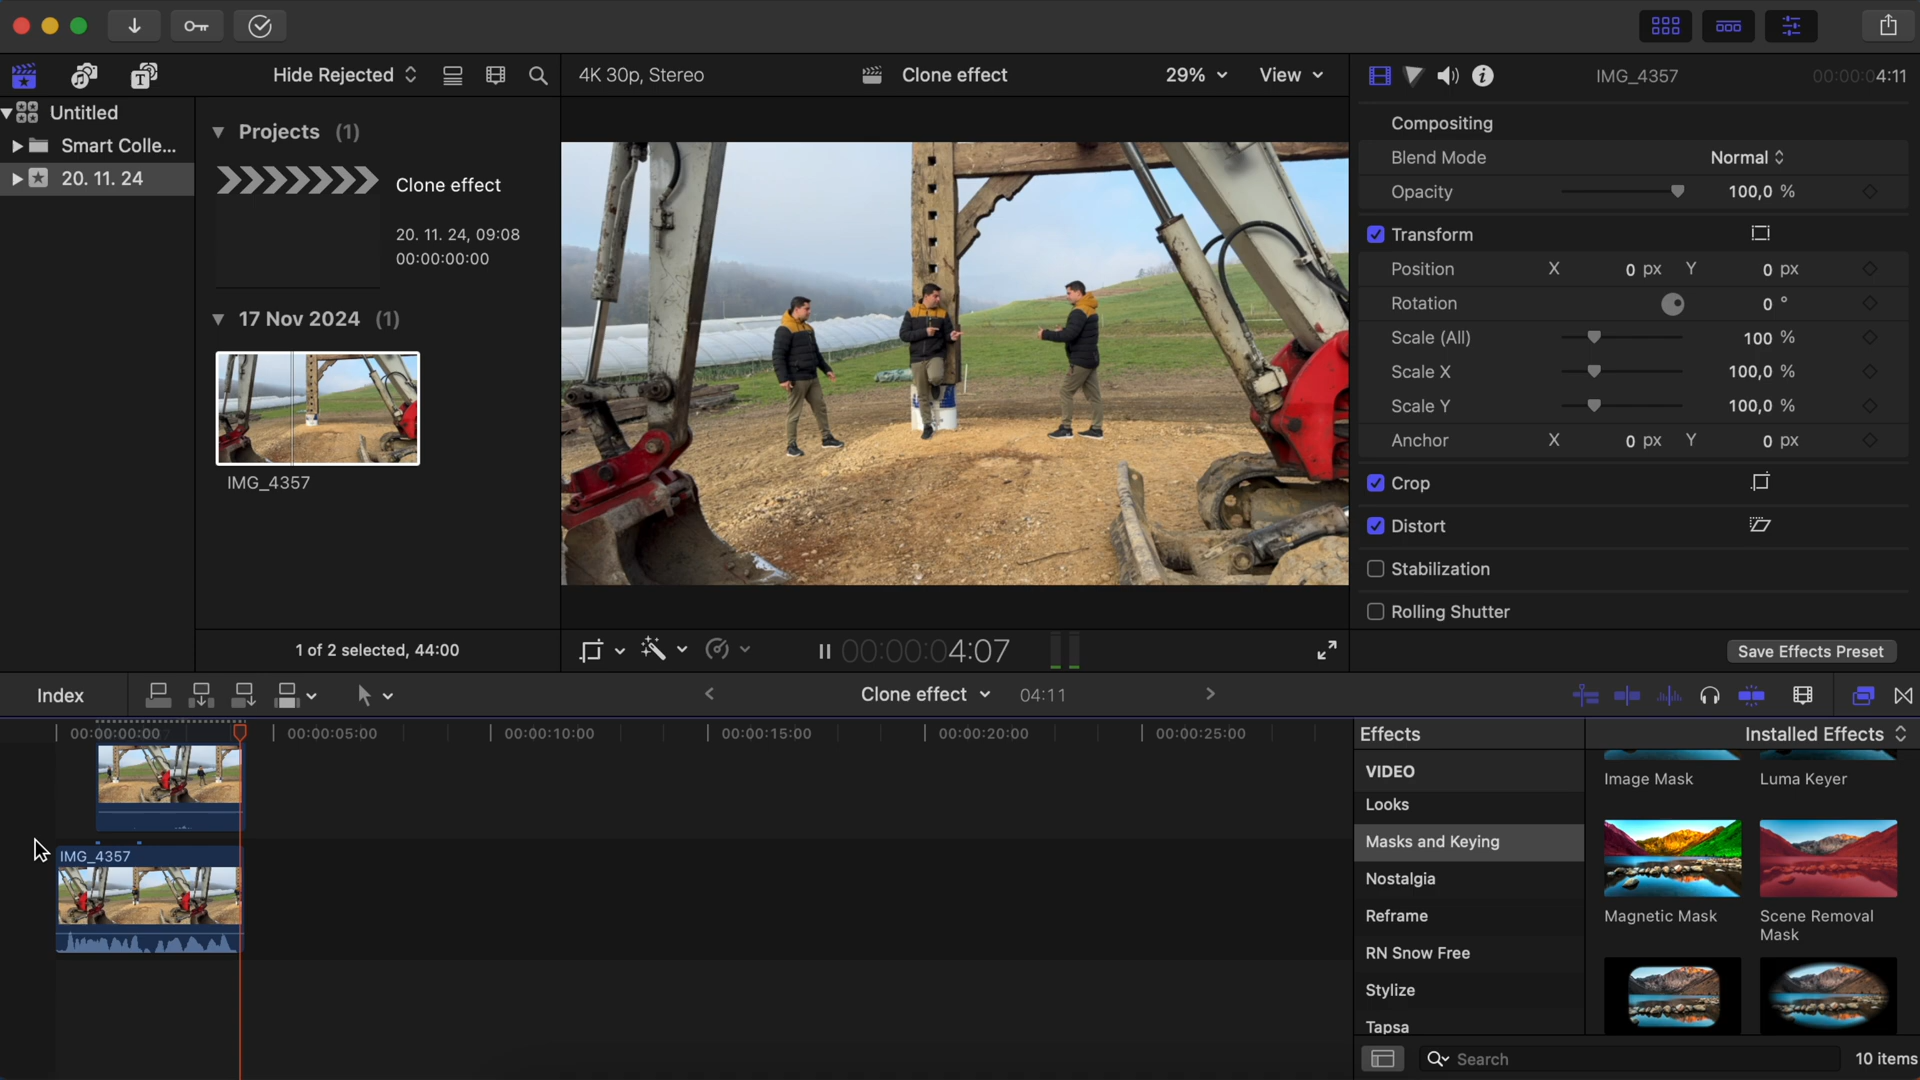 Hide Rejected
4K 30p, Stereo
Clone effect
29%
View
IMG_4357
00:00:04:11
Untitled
Smart Colle...
20. 11. 24
Projects (1)
Clone effect
20. 11. 24, 09:08
00:00:00:00
17 Nov 2024 (1)
IMG_4357
1 of 2 selected, 44:00
00:00:04:07
Compositing
Blend Mode Normal
Opacity 100,0 %
Transform
Position X 0 px Y 0 px
Rotation 0 °
Scale (All) 100 %
Scale X 100,0 %
Scale Y 100,0 %
Anchor X 0 px Y 0 px
Crop
Distort
Stabilization
Rolling Shutter
Save Effects Preset
Index
Clone effect 04:11
00:00:00:00 00:00:05:00 00:00:10:00 00:00:15:00 00:00:20:00 00:00:25:00
IMG_4357
Effects
Installed Effects
VIDEO
Looks
Masks and Keying
Nostalgia
Reframe
RN Snow Free
Stylize
Tapsa
Image Mask
Luma Keyer
Magnetic Mask
Scene Removal
Mask
Search
10 items